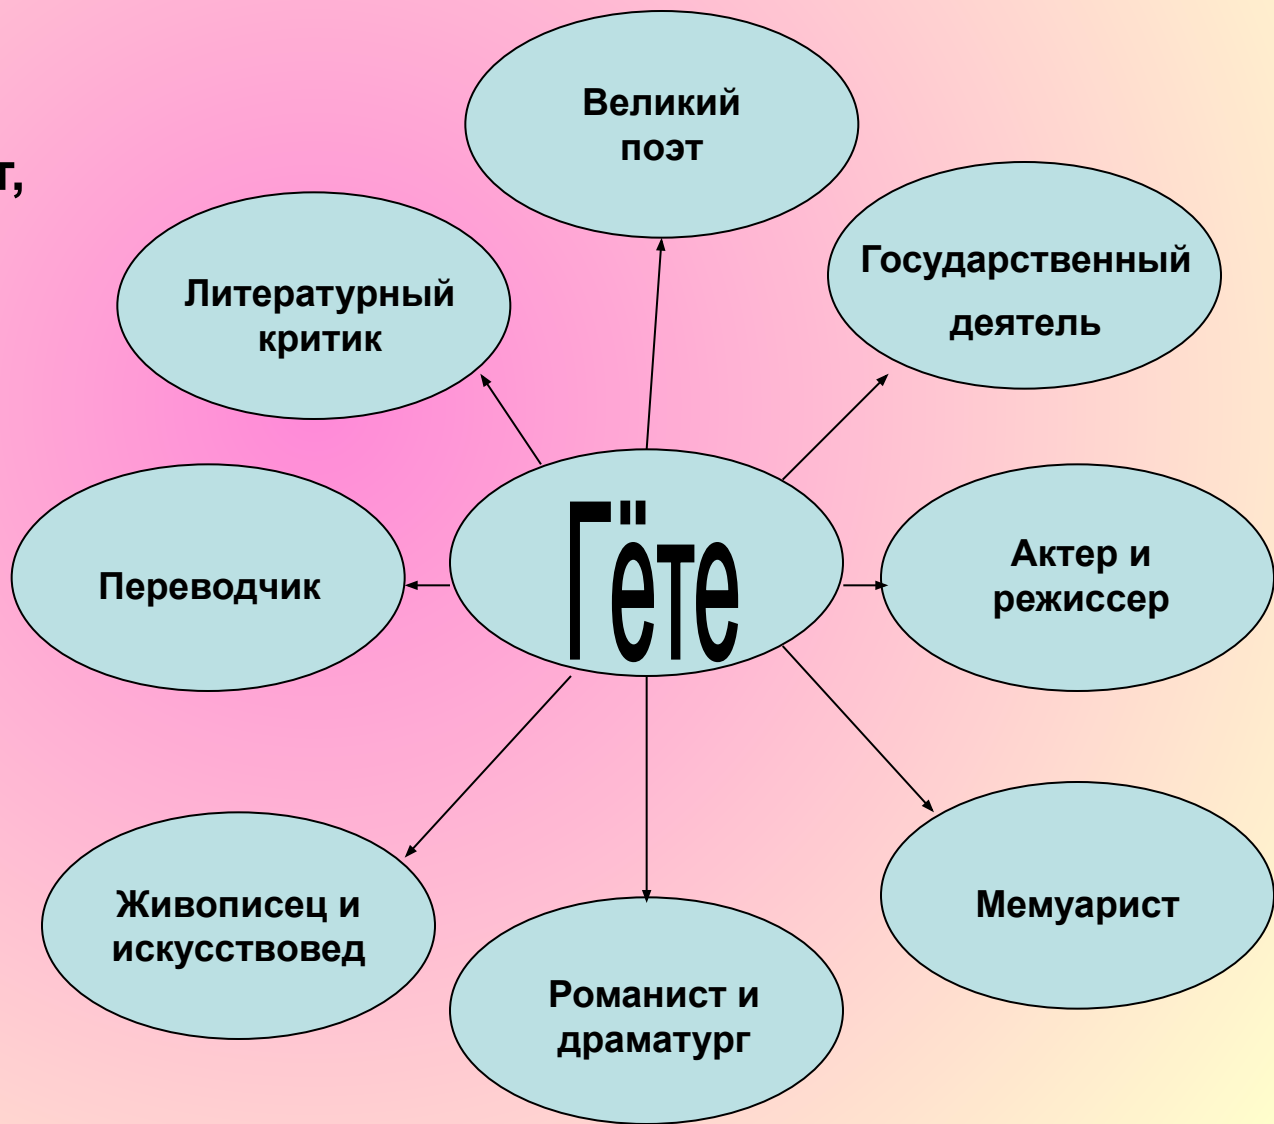 Великий
поэт
т,
Государственный
деятель
Литературный
критик
Гёте
Актер и
режиссер
Переводчик
Живописец и
искусствовед
Мемуарист
Романист и
драматург